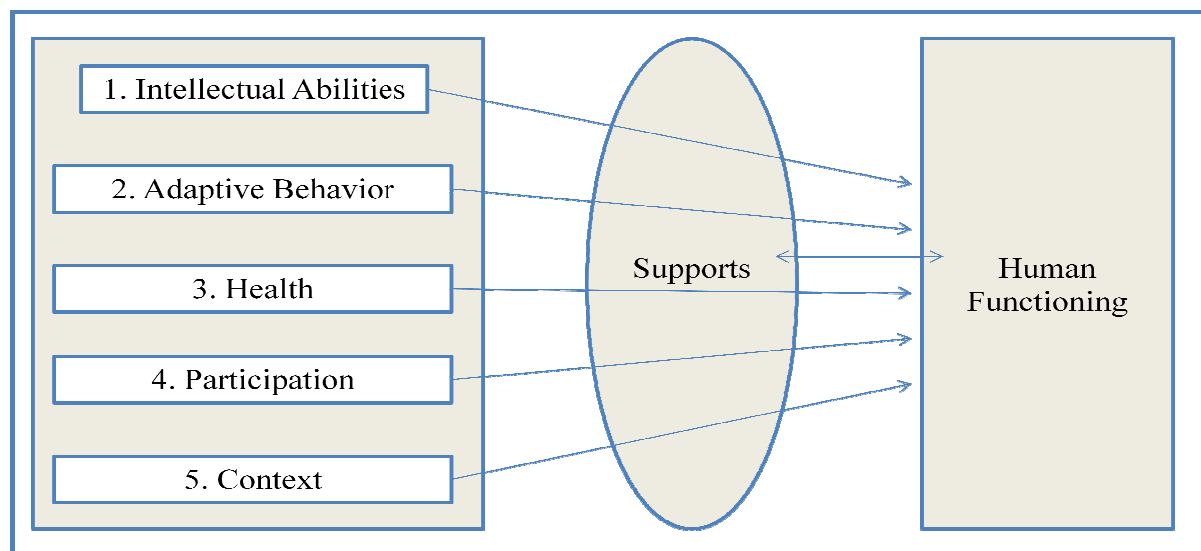 1. Intellectual Abilities
2. Adaptive Behavior
3. Health
4. Participation
5. Context
Supports
Human
Functioning